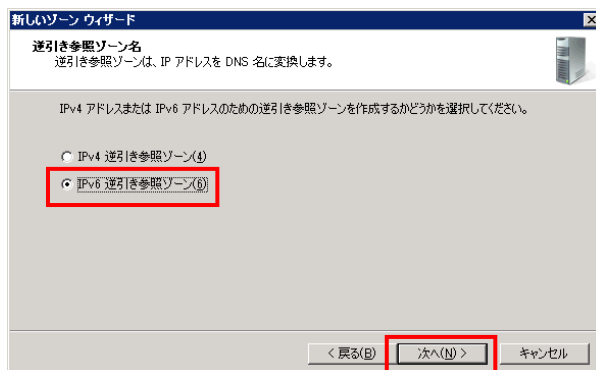 新しいゾーン ウィザード
逆引き参照ゾーン名
逆引き参照ゾーンは、IP アドレスを DNS 名に変換します。
IPv4 アドレスまたは IPv6 アドレスのための逆引き参照ゾーンを作成するかどうかを選択してください。
IPv4 逆引き参照ゾーン(4)
IPv6 逆引き参照ゾーン(6)
< 戻る(B) 次へ(N) > キャンセル